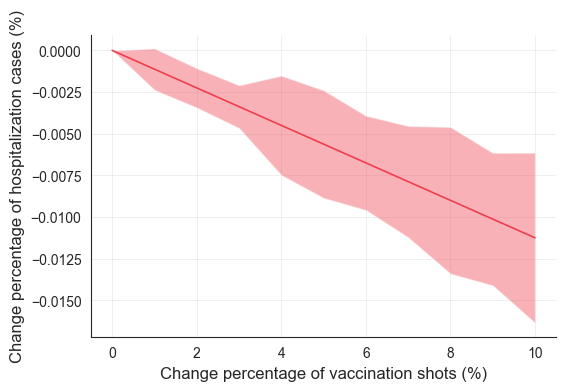 Change percentage of hospitalization cases (%)
0.0000
−0.0025
−0.0050
−0.0075
−0.0100
−0.0125
−0.0150
0 2 4 6 8 10
Change percentage of vaccination shots (%)